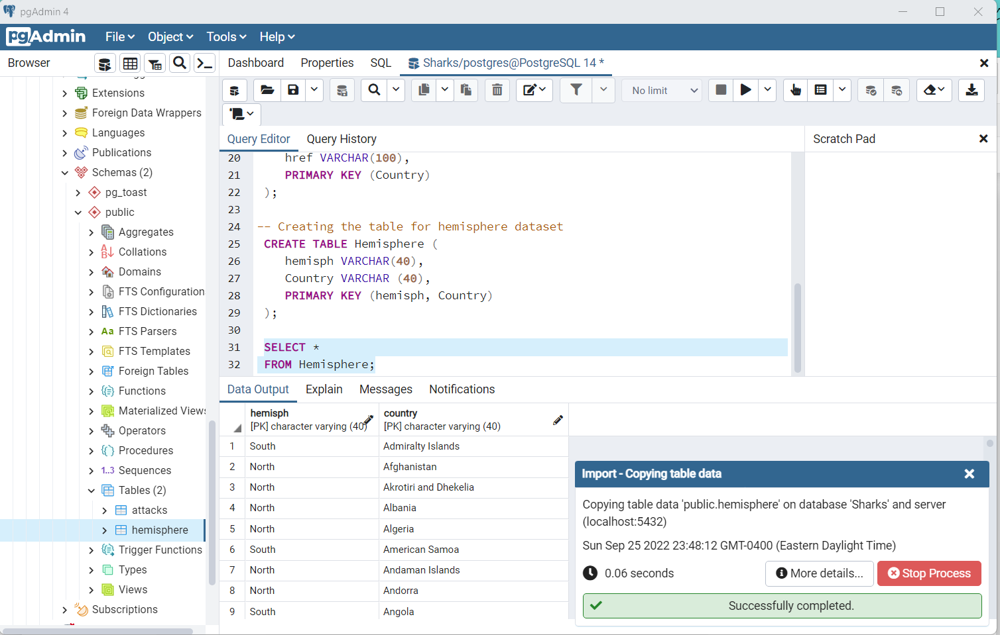 pgAdmin 4
pgAdmin File Object Tools Help
Browser
Dashboard Properties SQL Sharks/postgres@PostgreSQL 14 *
No limit
Extensions
Foreign Data Wrappers
Languages
Publications
Schemas (2)
pg_toast
public
Aggregates
Collations
Domains
FTS Configuration
FTS Dictionaries
Aa FTS Parsers
FTS Templates
Foreign Tables
Functions
Materialized Views
Operators
Procedures
1..3 Sequences
Tables (2)
attacks
hemisphere
Trigger Functions
Types
Views
Subscriptions
Query Editor Query History
Scratch Pad
20 href VARCHAR(100),
21 PRIMARY KEY (Country)
22 );
23
24 -- Creating the table for hemisphere dataset
25 CREATE TABLE Hemisphere (
26 hemisph VARCHAR(40),
27 Country VARCHAR (40),
28 PRIMARY KEY (hemisph, Country)
29 );
30
31 SELECT *
32 FROM Hemisphere;
Data Output Explain Messages Notifications
hemisph country
[PK] character varying (40) [PK] character varying (40)
1 South Admiralty Islands
2 North Afghanistan
3 North Akrotiri and Dhekelia
4 North Albania
5 North Algeria
6 South American Samoa
7 North Andaman Islands
8 North Andorra
9 South Angola
Import - Copying table data
Copying table data 'public.hemisphere' on database 'Sharks' and server
(localhost:5432)
Sun Sep 25 2022 23:48:12 GMT-0400 (Eastern Daylight Time)
0.06 seconds More details... Stop Process
Successfully completed.